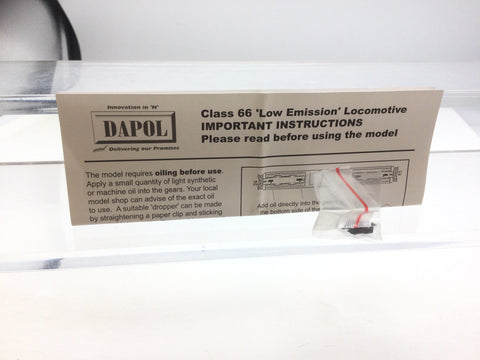 Innovation in 'N'
DAPOL
and Delivering our Promises
Class 66 'Low Emission' Locomotive
IMPORTANT INSTRUCTIONS
Please read before using the model
The model requires oiling before use.
Apply a small quantity of light synthetic
or machine oil into the gears. Your local
model shop can advise of the exact oil
to use. A suitable 'dropper' can be made
by straightening a paper clip and sticking
Add oil directly into the
the bottom side of the